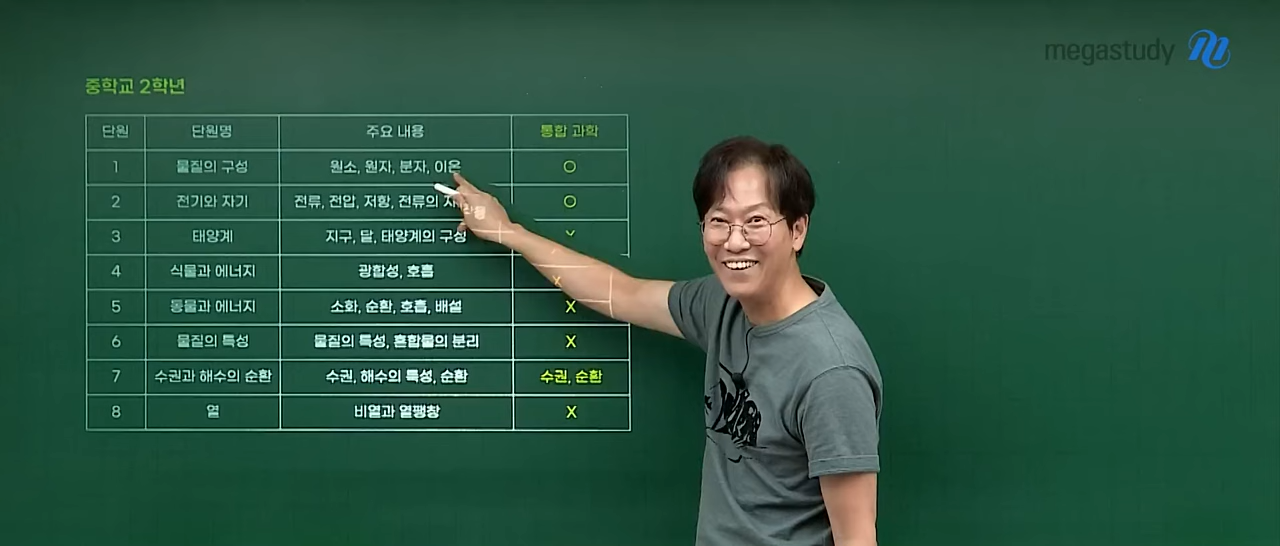 megastudy
중학교 2학년
단원 단원명 주요 내용 통합 과학
1 물질의 구성 원소, 원자, 분자, 이온 O
2 전기와 자기 전류, 전압, 저항, 전류의 O
3 태양계 지구, 달, 태양계의 구성
4 식물과 에너지 광합성, 호흡 X
5 동물과 에너지 소화, 순환, 호흡, 배설 X
6 물질의 특성 물질의 특성, 혼합물의 분리 X
7 수권과 해수의 순환 수권, 해수의 특성, 순환 수권, 순환
8 열 비열과 열팽창 X